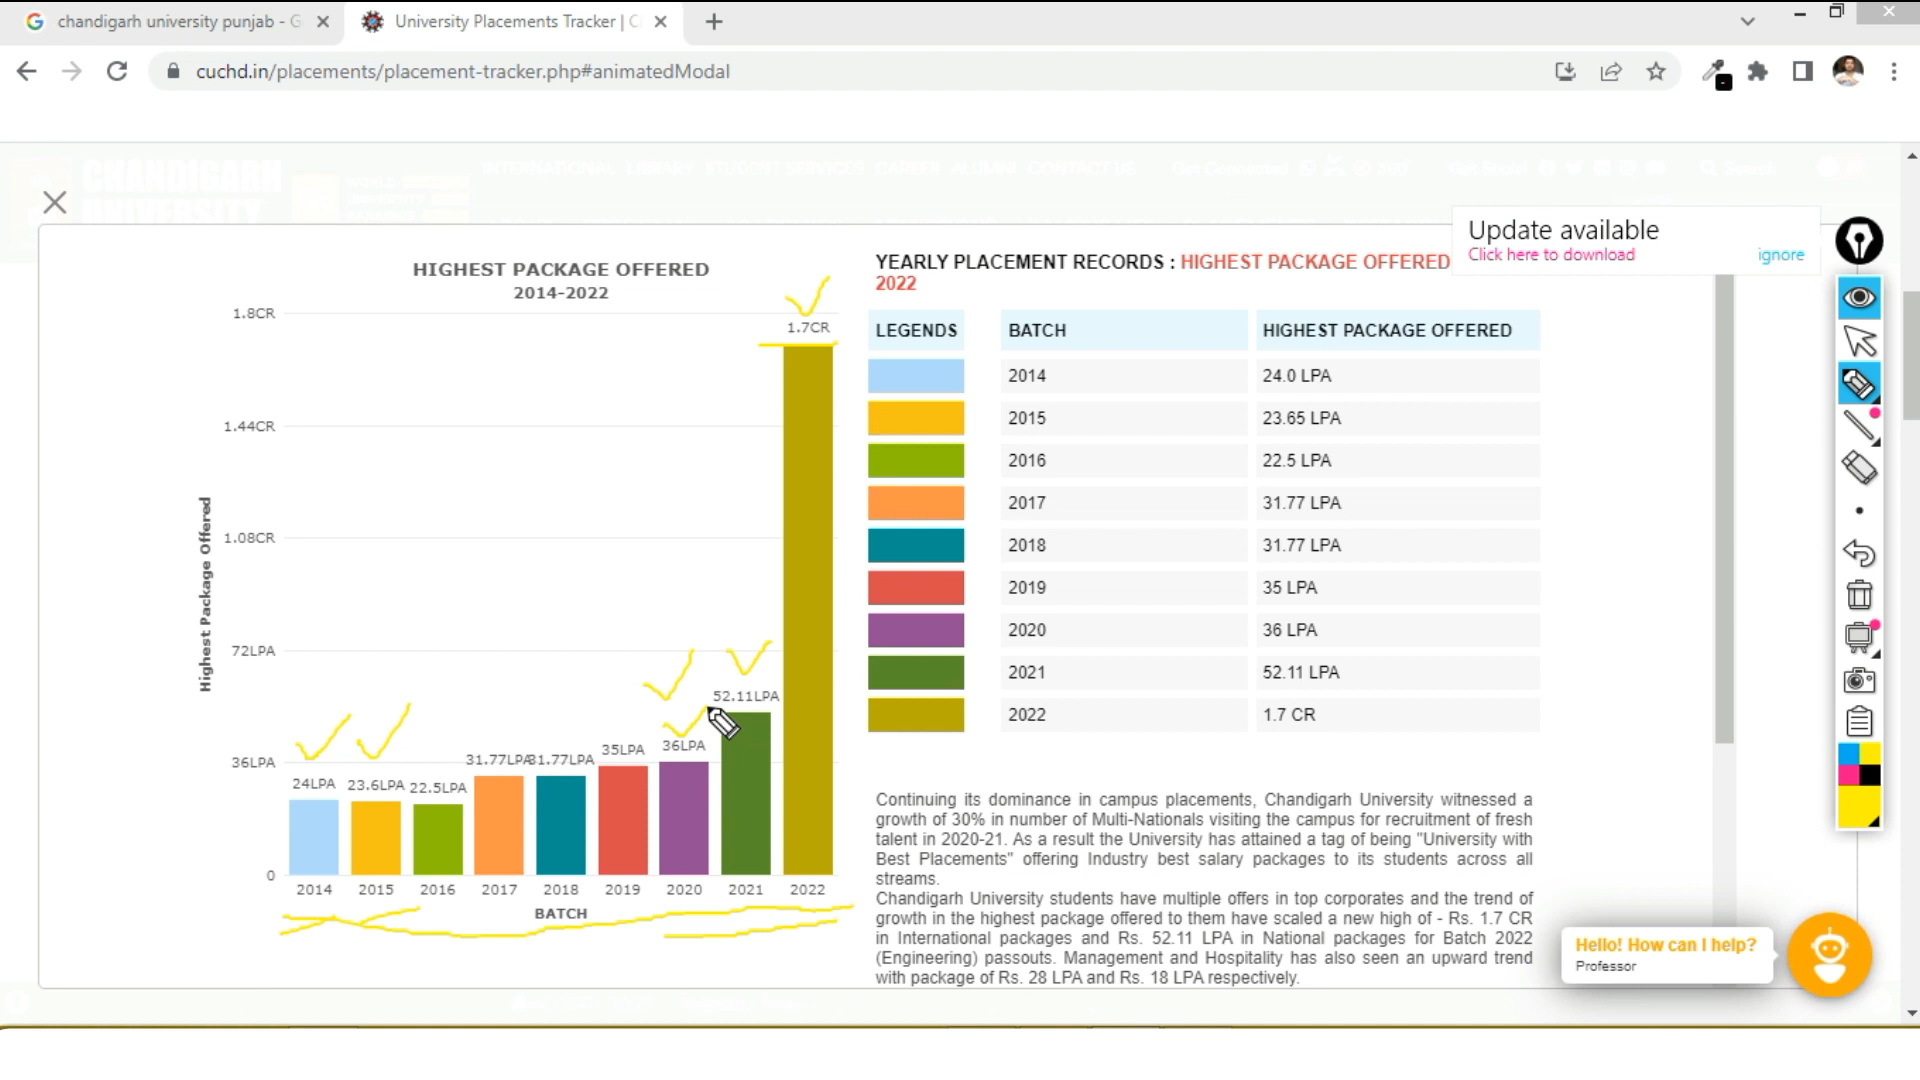 chandigarh university punjab - G
University Placements Tracker | C
cuchd.in/placements/placement-tracker.php#animatedModal
CHANDIGARH
UNIVERSITY
INTERNATIONAL LIBRARY STUDENT SERVICES CAREER ALUMNI CONTACT US
Update available
Click here to download
ignore
HIGHEST PACKAGE OFFERED
2014-2022
1.8CR
1.44CR
1.08CR
72LPA
36LPA
0
Highest Package Offered
24LPA
23.6LPA
22.5LPA
31.77LPA
31.77LPA
35LPA
36LPA
52.11LPA
1.7CR
2014 2015 2016 2017 2018 2019 2020 2021 2022
BATCH
YEARLY PLACEMENT RECORDS : HIGHEST PACKAGE OFFERED
2022
LEGENDS BATCH HIGHEST PACKAGE OFFERED
2014 24.0 LPA
2015 23.65 LPA
2016 22.5 LPA
2017 31.77 LPA
2018 31.77 LPA
2019 35 LPA
2020 36 LPA
2021 52.11 LPA
2022 1.7 CR
Continuing its dominance in campus placements, Chandigarh University witnessed a
growth of 30% in number of Multi-Nationals visiting the campus for recruitment of fresh
talent in 2020-21. As a result the University has attained a tag of being "University with
Best Placements" offering Industry best salary packages to its students across all
streams.
Chandigarh University students have multiple offers in top corporates and the trend of
growth in the highest package offered to them have scaled a new high of - Rs. 1.7 CR
in International packages and Rs. 52.11 LPA in National packages for Batch 2022
(Engineering) passouts. Management and Hospitality has also seen an upward trend
with package of Rs. 28 LPA and Rs. 18 LPA respectively.
Hello! How can I help?
Professor